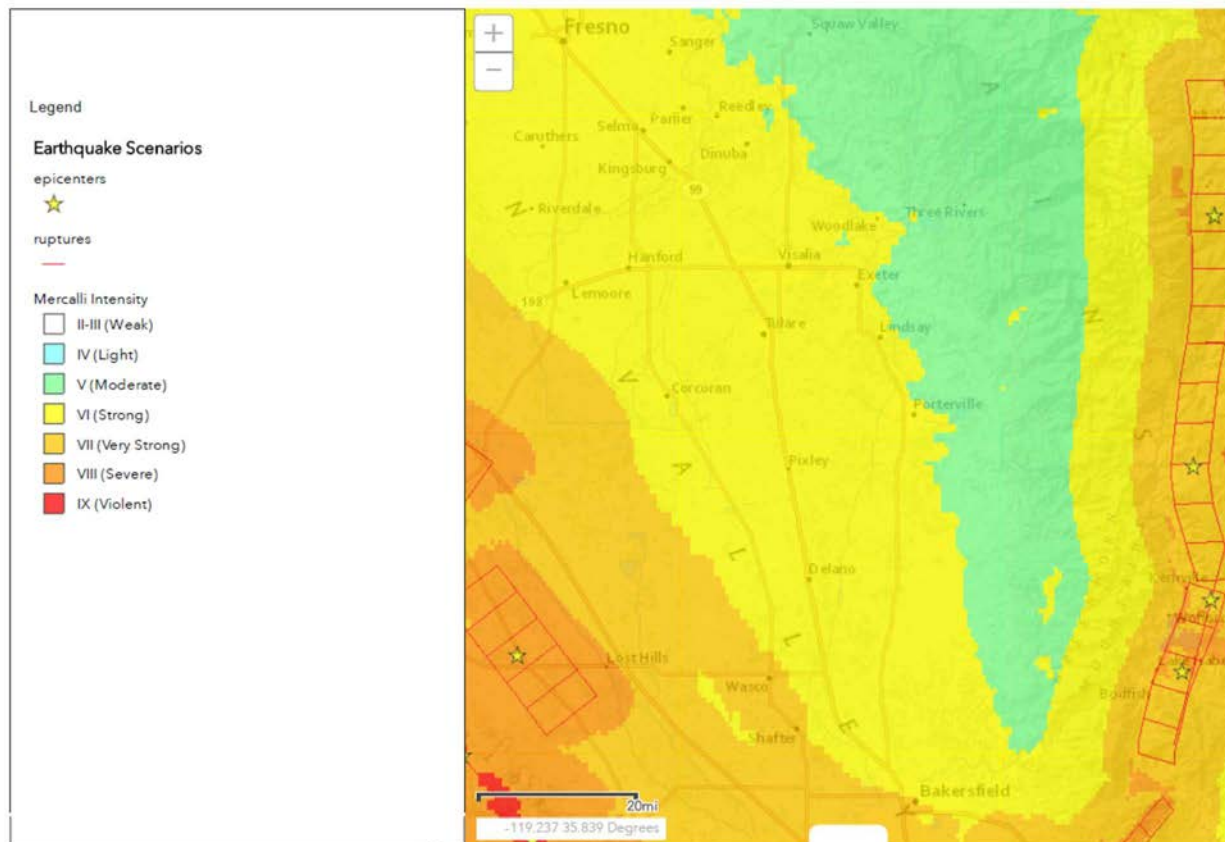 Legend
Earthquake Scenarios
epicenters
ruptures
Mercalli Intensity
II-III (Weak)
IV (Light)
V (Moderate)
VI (Strong)
VII (Very Strong)
VIII (Severe)
IX (Violent)
+
−
Fresno
Sanger
Squaw Valley
Reedley
Parlier
Selma
Caruthers
Dinuba
Kingsburg
99
Riverdale
Woodlake
Three Rivers
Hanford
Visalia
Exeter
Lemoore
198
Tulare
Lindsay
Corcoran
Porterville
Pixley
V A L L E
Delano
Kernville
Lost Hills
Wasco
Bodfish
Shafter
Bakersfield
20mi
-119.237 35.839 Degrees